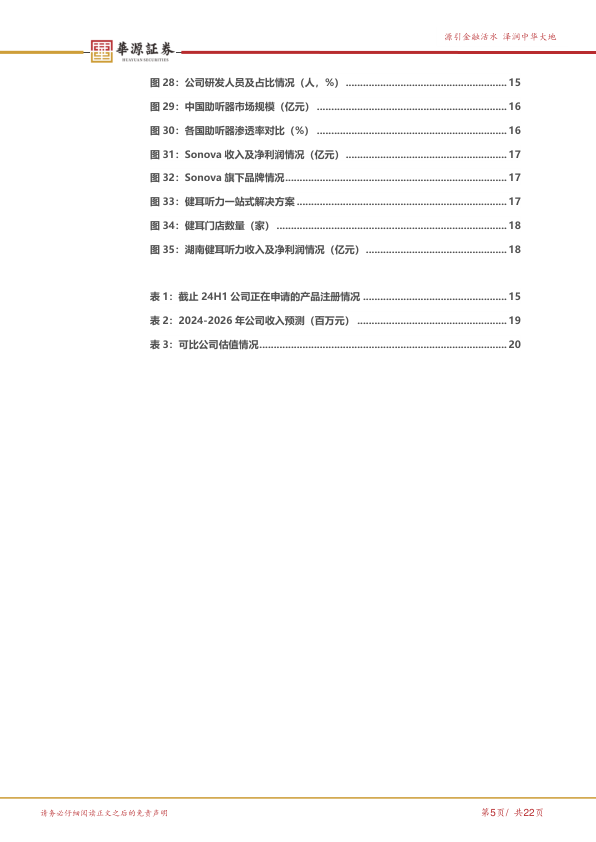 源引金融活水 泽润中华大地
華源証券
HUAYUAN SECURITIES
图 28：公司研发人员及占比情况（人，%）........................................................ 15
图 29：中国助听器市场规模（亿元）.................................................................. 16
图 30：各国助听器渗透率对比（%）.................................................................. 16
图 31：Sonova 收入及净利润情况（亿元）........................................................ 17
图 32：Sonova 旗下品牌情况............................................................................. 17
图 33：健耳听力一站式解决方案........................................................................ 17
图 34：健耳门店数量（家）............................................................................... 18
图 35：湖南健耳听力收入及净利润情况（亿元）................................................ 18
表 1：截止 24H1 公司正在申请的产品注册情况.................................................. 15
表 2：2024-2026 年公司收入预测（百万元）.................................................... 19
表 3：可比公司估值情况..................................................................................... 20
请务必仔细阅读正文之后的免责声明
第5页/ 共22页